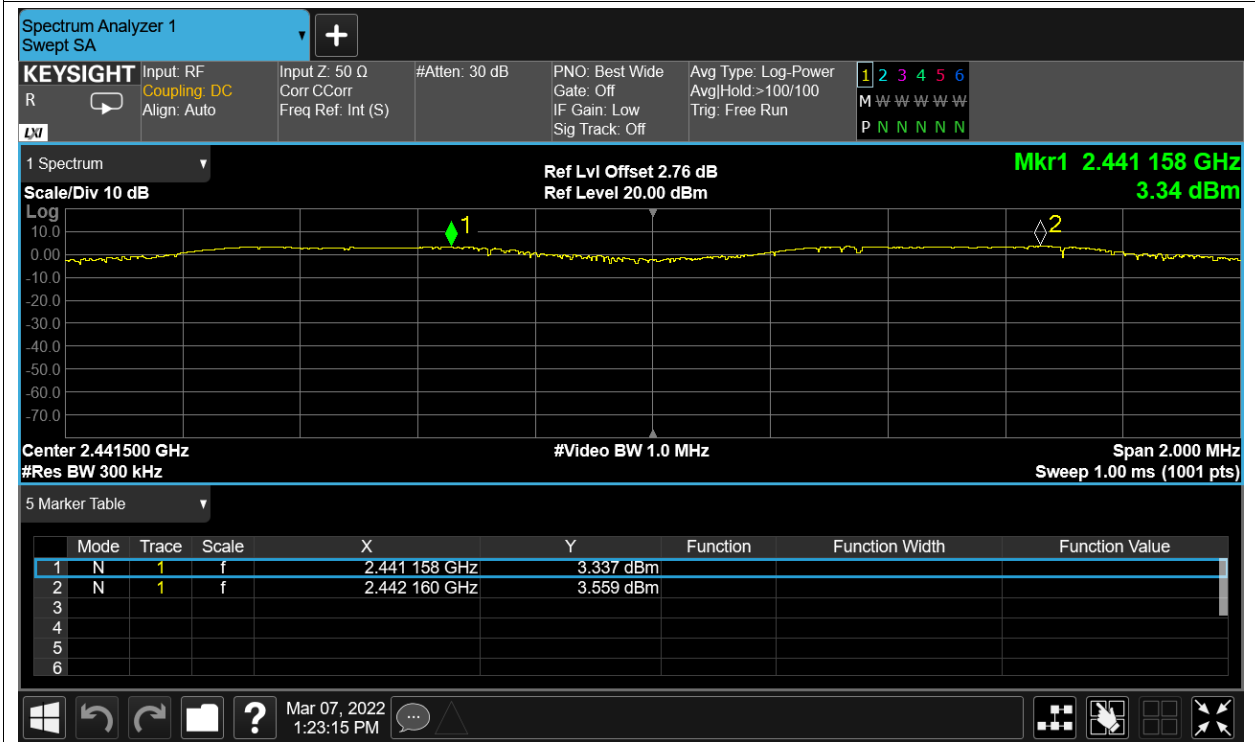 Spectrum Analyzer 1
Swept SA
KEYSIGHT
R
LXI
Input: RF
Coupling: DC
Align: Auto
Input Z: 50 Ω
Corr CCorr
Freq Ref: Int (S)
#Atten: 30 dB
PNO: Best Wide
Gate: Off
IF Gain: Low
Sig Track: Off
Avg Type: Log-Power
Avg|Hold:>100/100
Trig: Free Run
1 2 3 4 5 6
M W W W W W
P N N N N N
1 Spectrum
Scale/Div 10 dB
Ref Lvl Offset 2.76 dB
Ref Level 20.00 dBm
Mkr1 2.441 158 GHz
3.34 dBm
Log
10.0
0.00
-10.0
-20.0
-30.0
-40.0
-50.0
-60.0
-70.0
1
2
Center 2.441500 GHz
#Res BW 300 kHz
#Video BW 1.0 MHz
Span 2.000 MHz
Sweep 1.00 ms (1001 pts)
5 Marker Table
Mode Trace Scale X Y Function Function Width Function Value
1 N 1 f 2.441 158 GHz 3.337 dBm
2 N 1 f 2.442 160 GHz 3.559 dBm
3
4
5
6
?
Mar 07, 2022
1:23:15 PM